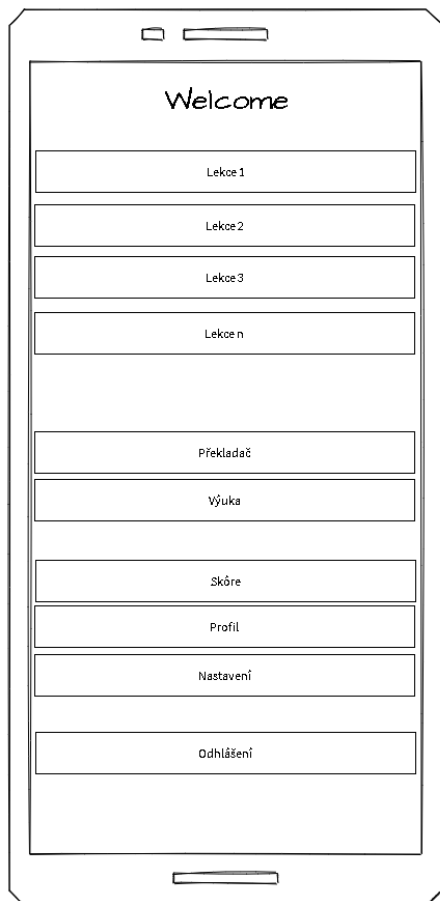 Welcome
Lekce 1
Lekce 2
Lekce 3
Lekce n
Překladač
Výuka
Skóre
Profil
Nastavení
Odhlášení